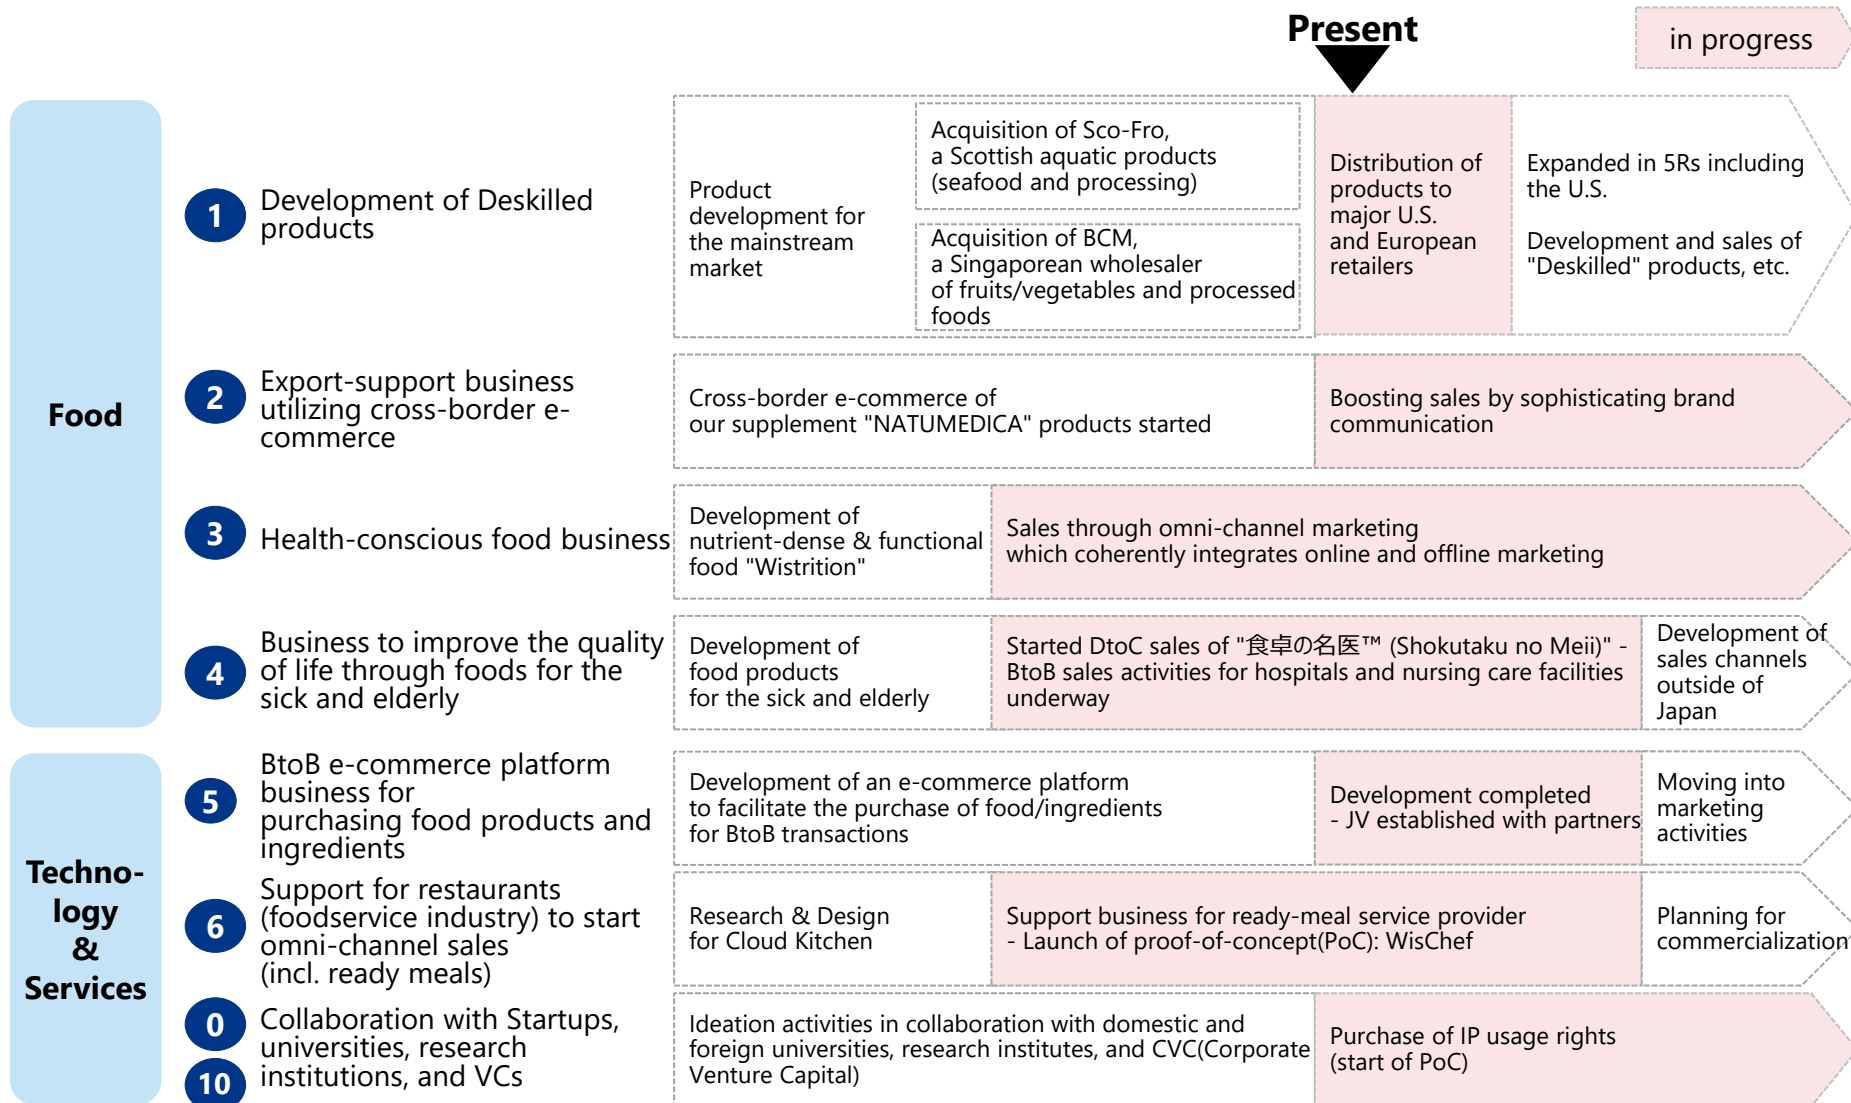 Present
in progress
Food
1
Development of Deskilled
products
Product
development for
the mainstream
market
Acquisition of Sco-Fro,
a Scottish aquatic products
(seafood and processing)
Acquisition of BCM,
a Singaporean wholesaler
of fruits/vegetables and processed
foods
Distribution of
products to
major U.S.
and European
retailers
Expanded in 5Rs including
the U.S.
Development and sales of
"Deskilled" products, etc.
2
Export-support business
utilizing cross-border e-
commerce
Cross-border e-commerce of
our supplement "NATUMEDICA" products started
Boosting sales by sophisticating brand
communication
3
Health-conscious food business
Development of
nutrient-dense & functional
food "Wistrition"
Sales through omni-channel marketing
which coherently integrates online and offline marketing
4
Business to improve the quality
of life through foods for the
sick and elderly
Development of
food products
for the sick and elderly
Started DtoC sales of "食卓の名医™ (Shokutaku no Meii)" -
BtoB sales activities for hospitals and nursing care facilities
underway
Development of
sales channels
outside of
Japan
Techno-
logy
&
Services
5
BtoB e-commerce platform
business for
purchasing food products and
ingredients
Development of an e-commerce platform
to facilitate the purchase of food/ingredients
for BtoB transactions
Development completed
- JV established with partners
Moving into
marketing
activities
6
Support for restaurants
(foodservice industry) to start
omni-channel sales
(incl. ready meals)
Research & Design
for Cloud Kitchen
Support business for ready-meal service provider
- Launch of proof-of-concept(PoC): WisChef
Planning for
commercialization
0
10
Collaboration with Startups,
universities, research
institutions, and VCs
Ideation activities in collaboration with domestic and
foreign universities, research institutes, and CVC(Corporate
Venture Capital)
Purchase of IP usage rights
(start of PoC)